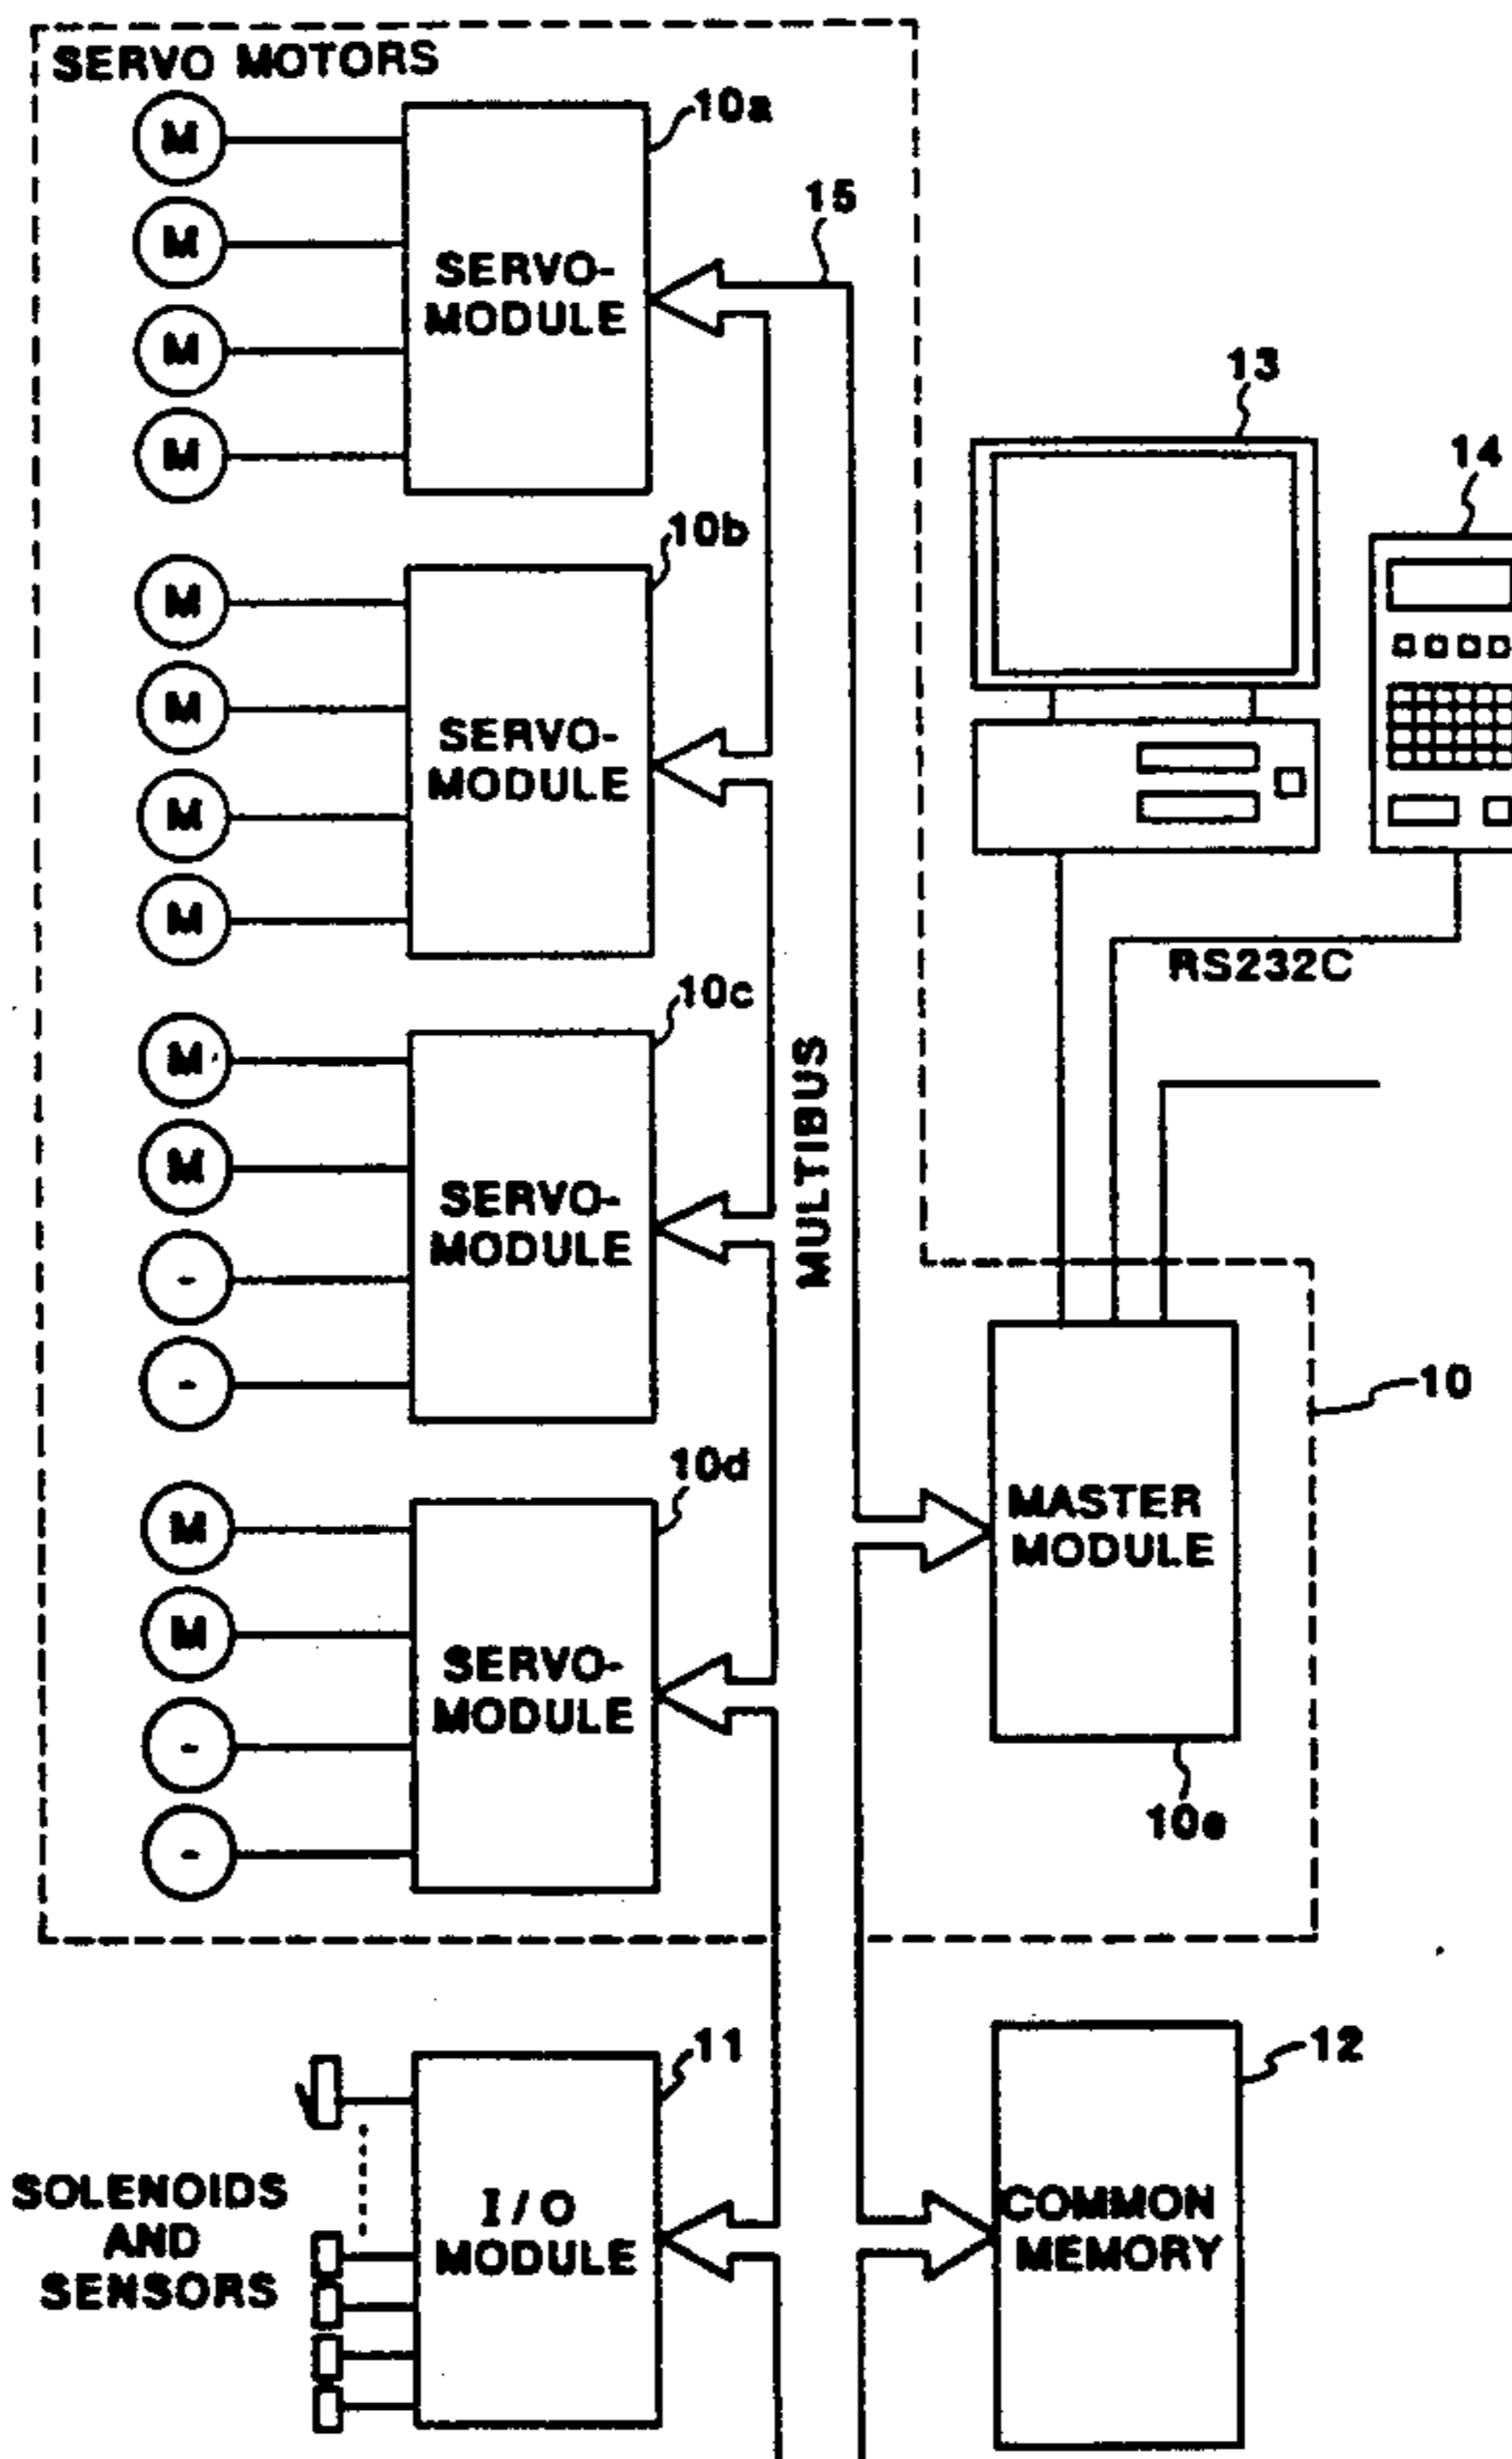 SERVO MOTORS
M
M
M
M
SERVO-
MODULE
10a
15
M
M
M
M
SERVO-
MODULE
10b
13
14
RS232C
M
M
-
-
SERVO-
MODULE
10c
MULTIBUS
M
M
-
-
SERVO-
MODULE
10d
MASTER
MODULE
10
10e
SOLENOIDS
AND
SENSORS
I/O
MODULE
11
COMMON
MEMORY
12